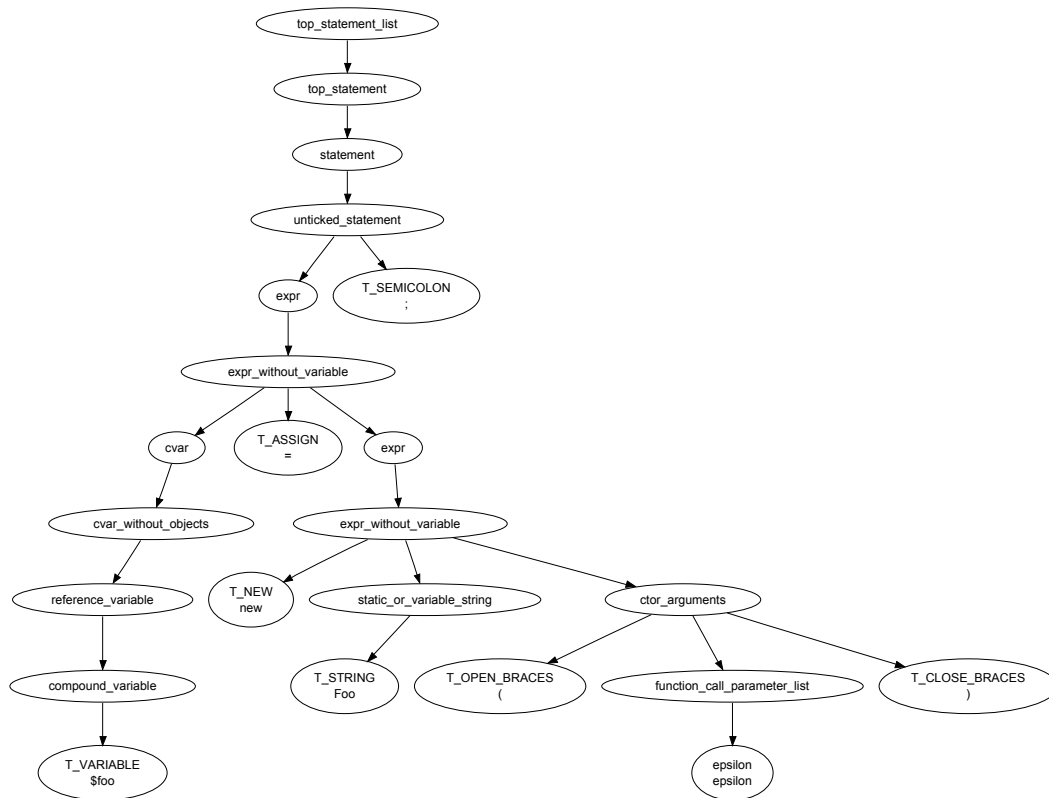 top_statement_list
top_statement
statement
unticked_statement
expr
T_SEMICOLON
;
expr_without_variable
cvar
T_ASSIGN
=
expr
cvar_without_objects
expr_without_variable
reference_variable
T_NEW
new
static_or_variable_string
ctor_arguments
compound_variable
T_STRING
Foo
T_OPEN_BRACES
(
function_call_parameter_list
T_CLOSE_BRACES
)
T_VARIABLE
$foo
epsilon
epsilon